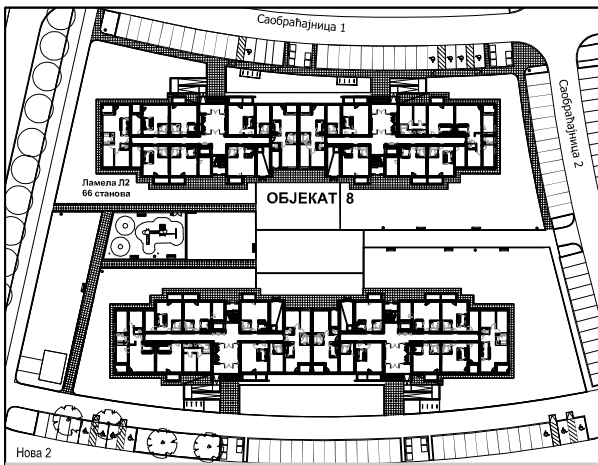 Саобраћајница 1
Саобраћајница 2
Ламела Л2
66 станова
ОБЈЕКАТ 8
Нова 2